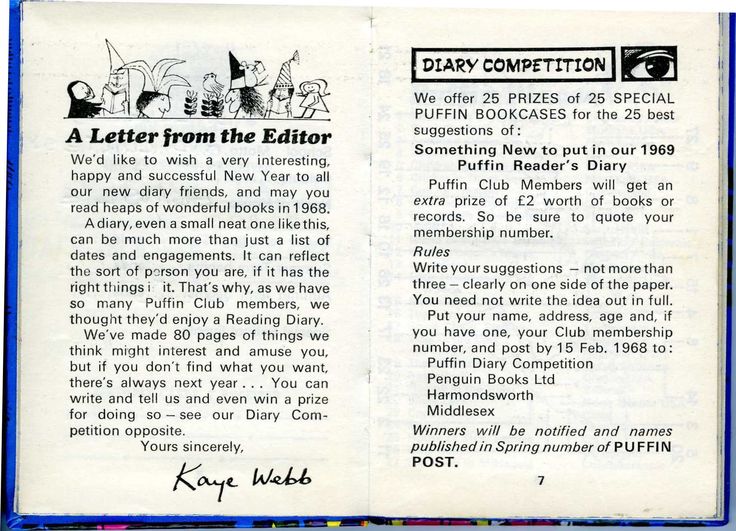 A Letter from the Editor
We'd like to wish a very interesting,
happy and successful New Year to all
our new diary friends, and may you
read heaps of wonderful books in 1968.
A diary, even a small neat one like this,
can be much more than just a list of
dates and engagements. It can reflect
the sort of person you are, if it has the
right things i it. That's why, as we have
so many Puffin Club members, we
thought they'd enjoy a Reading Diary.
We've made 80 pages of things we
think might interest and amuse you,
but if you don't find what you want,
there's always next year . . . You can
write and tell us and even win a prize
for doing so – see our Diary Com-
petition opposite.
Yours sincerely,
Kaye Webb
DIARY COMPETITION
We offer 25 PRIZES of 25 SPECIAL
PUFFIN BOOKCASES for the 25 best
suggestions of :
Something New to put in our 1969
Puffin Reader's Diary
Puffin Club Members will get an
extra prize of £2 worth of books or
records. So be sure to quote your
membership number.
Rules
Write your suggestions – not more than
three – clearly on one side of the paper.
You need not write the idea out in full.
Put your name, address, age and, if
you have one, your Club membership
number, and post by 15 Feb. 1968 to :
Puffin Diary Competition
Penguin Books Ltd
Harmondsworth
Middlesex
Winners will be notified and names
published in Spring number of PUFFIN
POST.
7